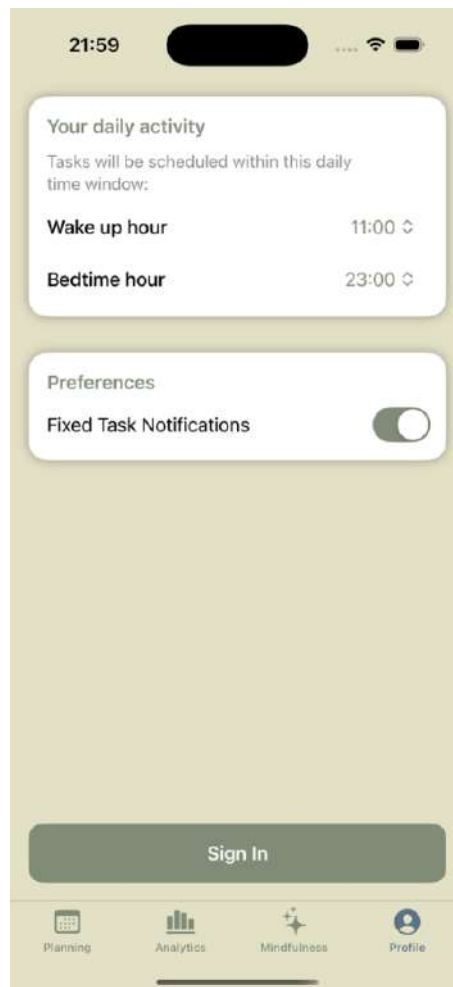 21:59
Your daily activity
Tasks will be scheduled within this daily
time window:
Wake up hour
11:00
Bedtime hour
23:00
Preferences
Fixed Task Notifications
Sign In
Planning
Analytics
Mindfulness
Profile